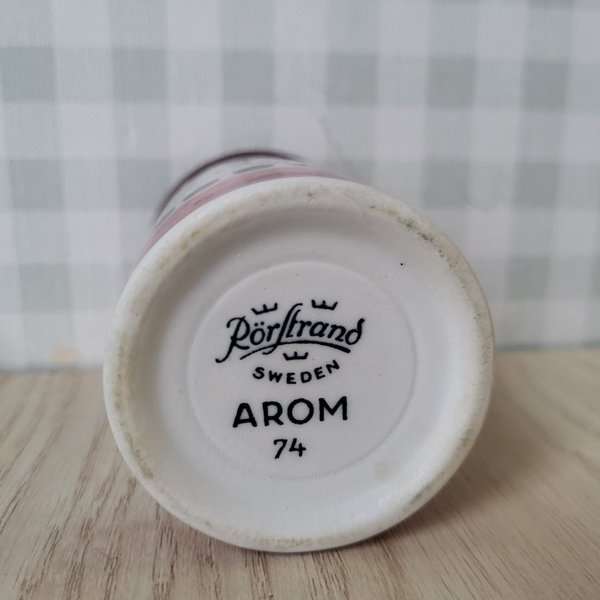 Rörstrand
SWEDEN
AROM
74